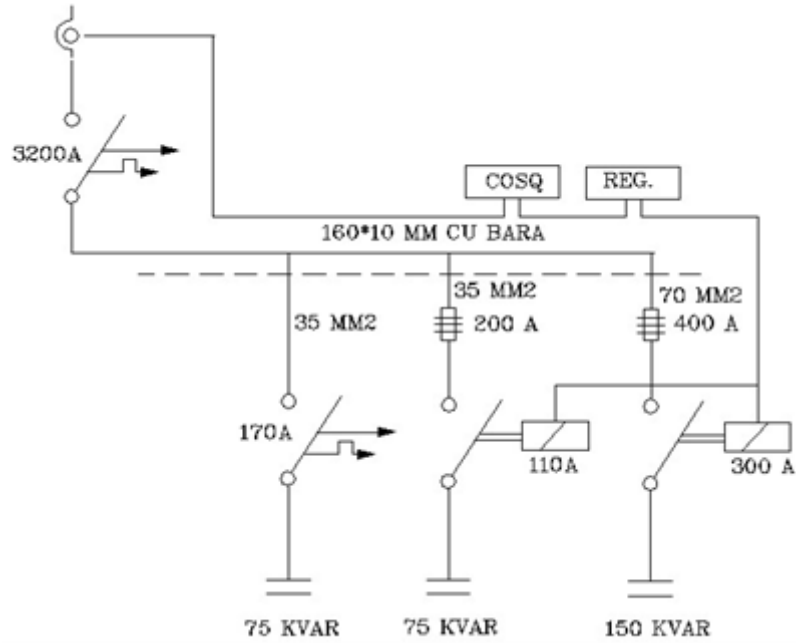 3200A
COSQ
REG.
160*10 MM CU BARA
35 MM2
35 MM2
70 MM2
200 A
400 A
170A
110A
300 A
75 KVAR
75 KVAR
150 KVAR